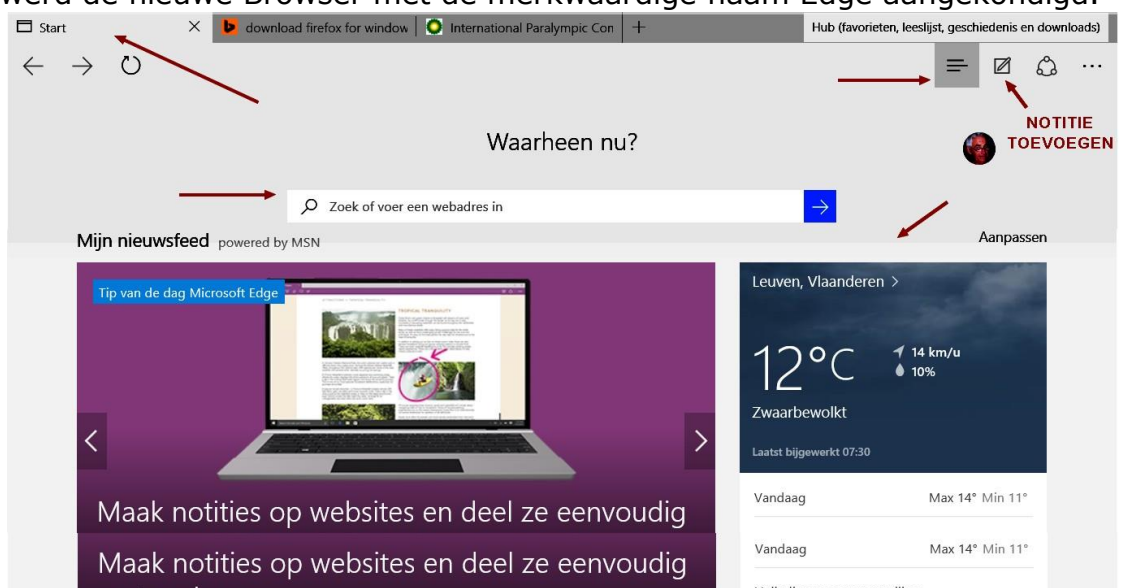 werd de nieuwe Browser met de merkwaardige naam Edge aangekondigd.
Start
download firefox for window
International Paralympic Con
Hub (favorieten, leeslijst, geschiedenis en downloads)
NOTITIE
TOEVOEGEN
Waarheen nu?
Zoek of voer een webadres in
Mijn nieuwsfeed powered by MSN
Aanpassen
Tip van de dag Microsoft Edge
TROPICAL TRANQUILITY
Leuven, Vlaanderen >
12°C
14 km/u
10%
Zwaarbewolkt
Laatst bijgewerkt 07:30
Maak notities op websites en deel ze eenvoudig
Vandaag Max 14° Min 11°
Maak notities op websites en deel ze eenvoudig
Vandaag Max 14° Min 11°